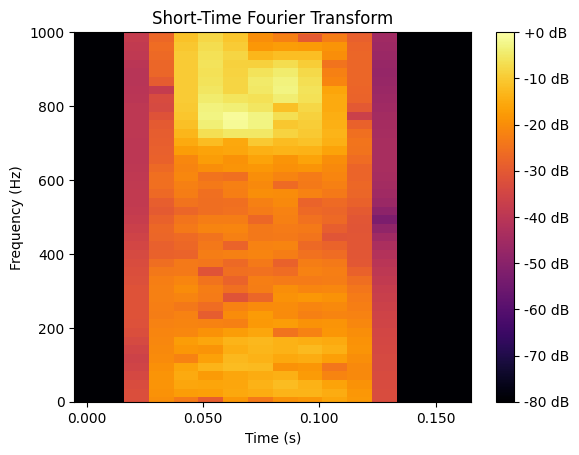 Short-Time Fourier Transform
1000
800
600
400
200
0
Frequency (Hz)
0.000
0.050
0.100
0.150
Time (s)
+0 dB
-10 dB
-20 dB
-30 dB
-40 dB
-50 dB
-60 dB
-70 dB
-80 dB